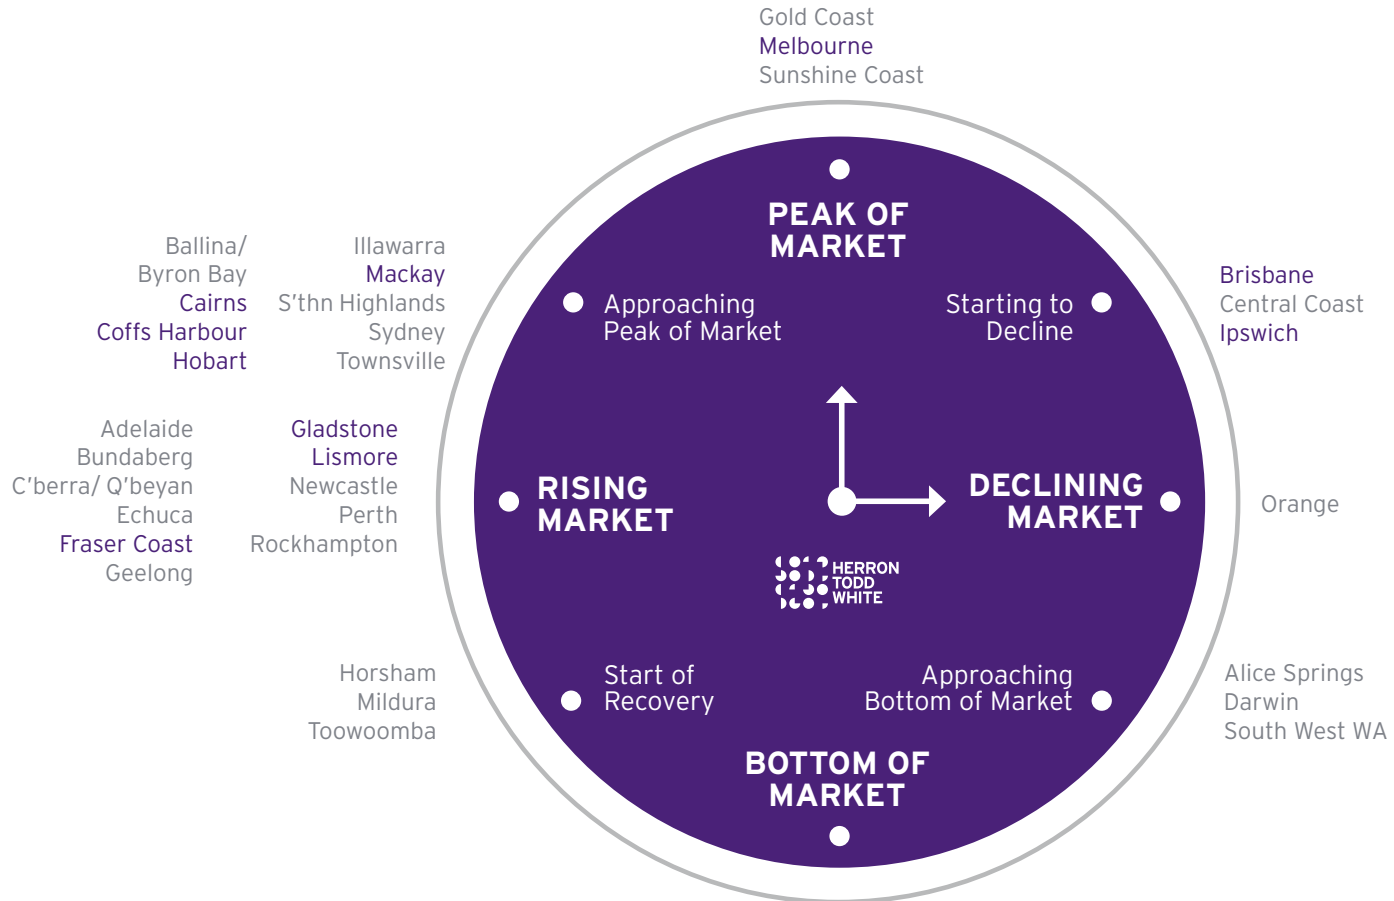 Gold Coast
Melbourne
Sunshine Coast
PEAK OF
MARKET
Ballina/
Byron Bay
Cairns
Coffs Harbour
Hobart
Illawarra
Mackay
S'thn Highlands
Sydney
Townsville
Approaching
Peak of Market
Starting to
Decline
Brisbane
Central Coast
Ipswich
Adelaide
Bundaberg
C'berra/ Q'beyan
Echuca
Fraser Coast
Geelong
Gladstone
Lismore
Newcastle
Perth
Rockhampton
RISING
MARKET
DECLINING
MARKET
Orange
HERRON
TODD
WHITE
Horsham
Mildura
Toowoomba
Start of
Recovery
Approaching
Bottom of Market
Alice Springs
Darwin
South West WA
BOTTOM OF
MARKET